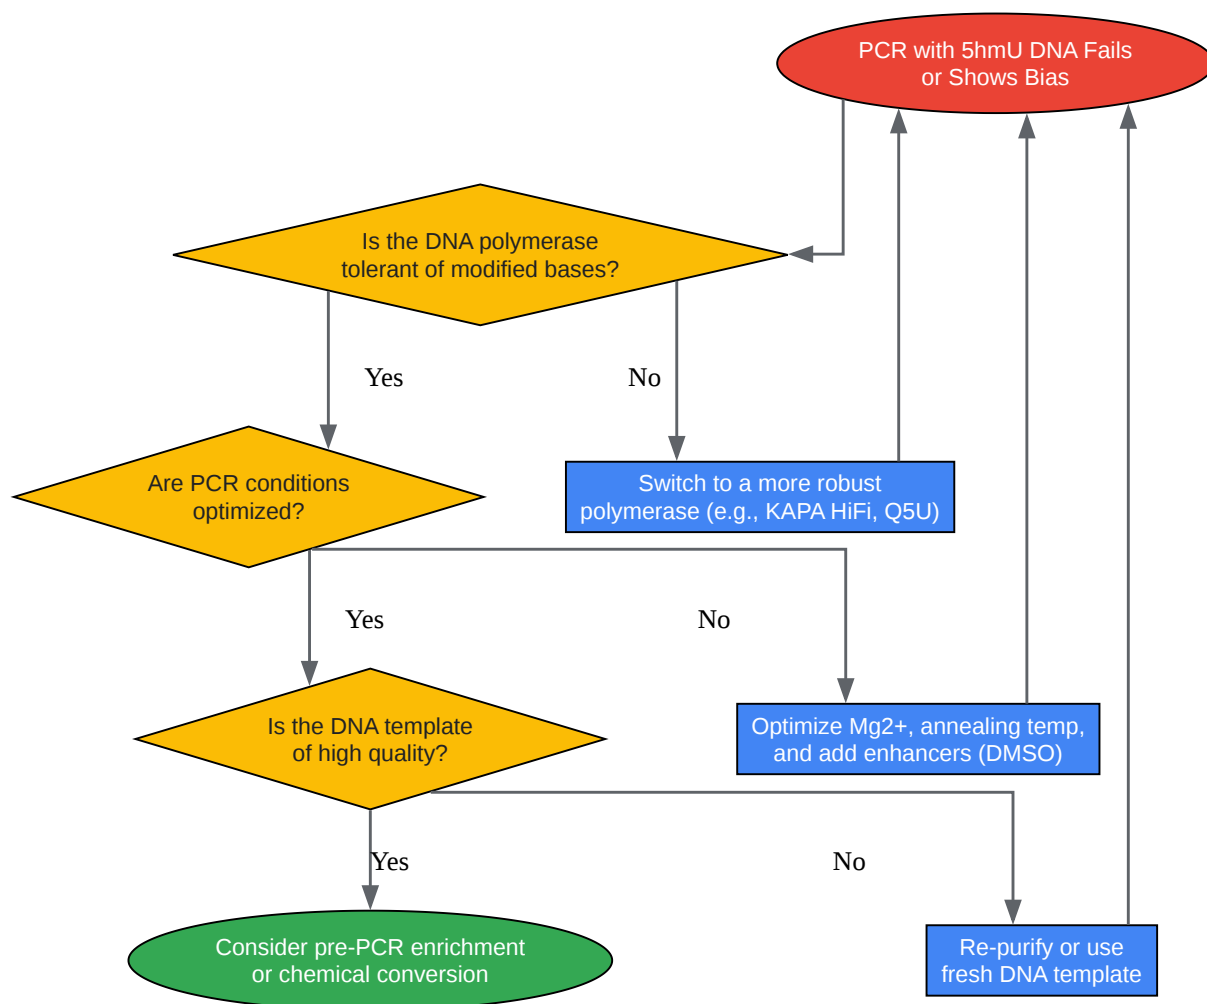 PCR with 5hmU DNA Fails
or Shows Bias
Is the DNA polymerase
tolerant of modified bases?
Yes
No
Are PCR conditions
optimized?
Switch to a more robust
polymerase (e.g., KAPA HiFi, Q5U)
Yes
No
Is the DNA template
of high quality?
Optimize Mg2+, annealing temp,
and add enhancers (DMSO)
Yes
No
Consider pre-PCR enrichment
or chemical conversion
Re-purify or use
fresh DNA template